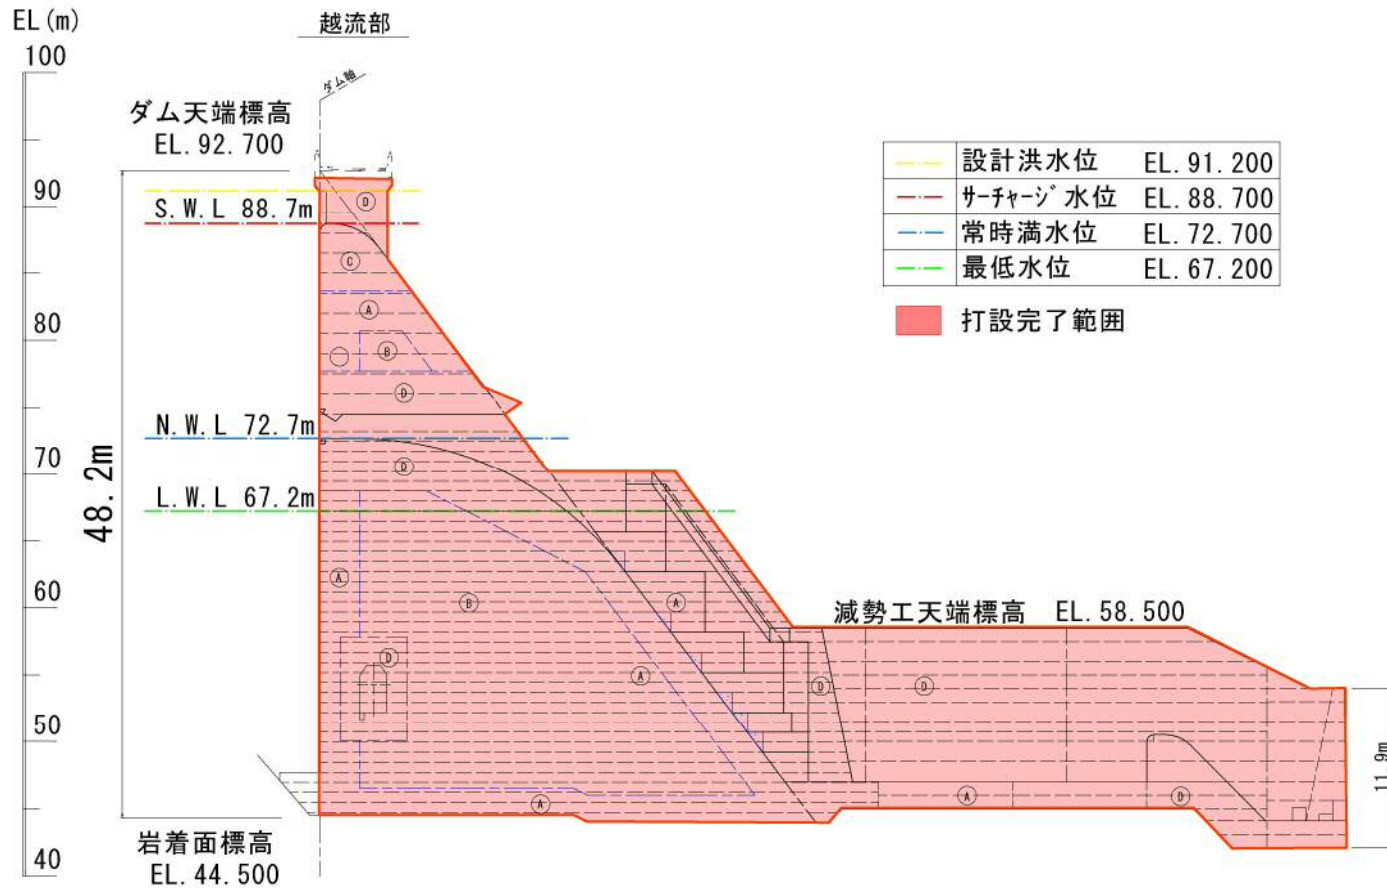 EL(m)
越流部
100
ダム軸
ダム天端標高
EL.92.700
設計洪水位 EL.91.200
90
S.W.L 88.7m
D
サーチャージ水位 EL.88.700
常時満水位 EL.72.700
C
最低水位 EL.67.200
A
打設完了範囲
80
B
D
N.W.L 72.7m
70
D
48.2m
L.W.L 67.2m
A
60
B
A
減勢工天端標高 EL.58.500
D
A
D
D
50
11.9m
A
A
D
岩着面標高
40
EL.44.500